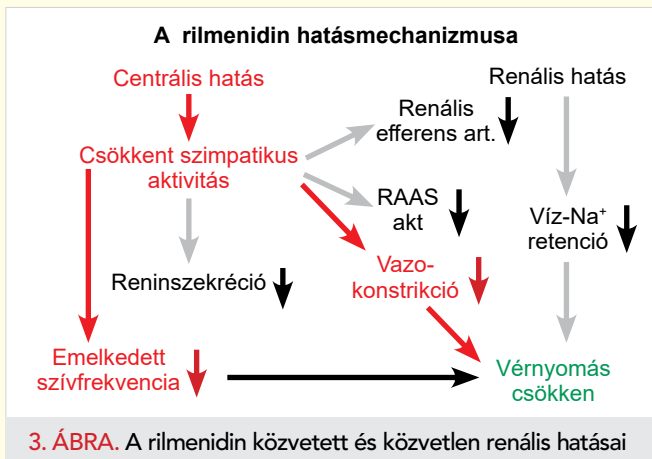 A rilmenidin hatásmechanizmusa
Centrális hatás
Renális hatás
Renális
efferens art.
Csökkent szimpatikus
aktivitás
RAAS
akt
Víz-Na⁺
retenció
Vazo-
konstrikció
Reninszekréció
Emelkedett
szívfrekvencia
Vérnyomás
csökken
3. ÁBRA. A rilmenidin közvetett és közvetlen renális hatásai